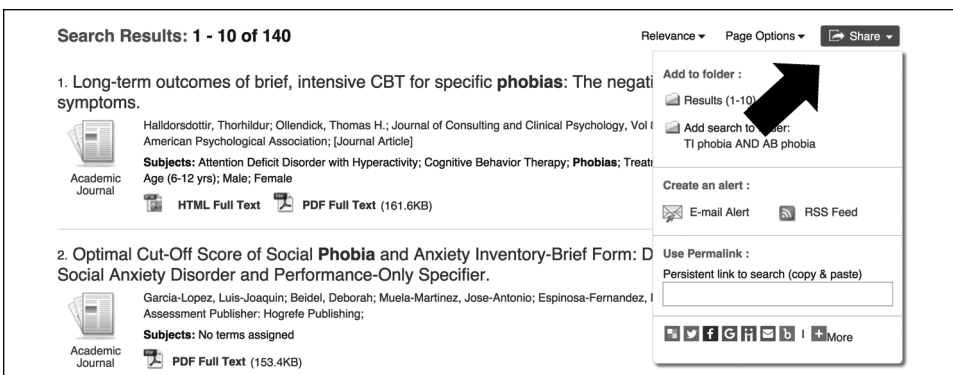 Search Results: 1 - 10 of 140
Relevance Page Options Share
1. Long-term outcomes of brief, intensive CBT for specific phobias: The negati
symptoms.
Halldorsdottir, Thorhildur; Ollendick, Thomas H.; Journal of Consulting and Clinical Psychology, Vol
American Psychological Association; [Journal Article]
Subjects: Attention Deficit Disorder with Hyperactivity; Cognitive Behavior Therapy; Phobias; Treat
Age (6-12 yrs); Male; Female
Academic
Journal
HTML Full Text PDF Full Text (161.6KB)
2. Optimal Cut-Off Score of Social Phobia and Anxiety Inventory-Brief Form: D
Social Anxiety Disorder and Performance-Only Specifier.
Garcia-Lopez, Luis-Joaquin; Beidel, Deborah; Muela-Martinez, Jose-Antonio; Espinosa-Fernandez,
Assessment Publisher: Hogrefe Publishing;
Subjects: No terms assigned
Academic
Journal
PDF Full Text (153.4KB)
Add to folder :
Results (1-10)
Add search to
TI phobia AND AB phobia
Create an alert :
E-mail Alert RSS Feed
Use Permalink :
Persistent link to search (copy & paste)
More